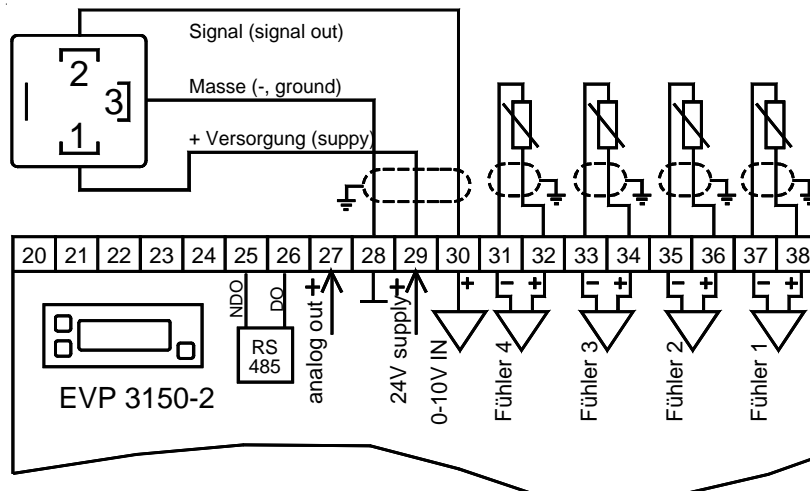 Signal (signal out)
2
Masse (-, ground)
3
1
+ Versorgung (suppy)
20 21 22 23 24 25 26 27 28 29 30 31 32 33 34 35 36 37 38
NDO
DO
+
+
+
- +
- +
- +
- +
RS
485
analog out
24V supply
0-10V IN
Fühler 4
Fühler 3
Fühler 2
Fühler 1
EVP 3150-2